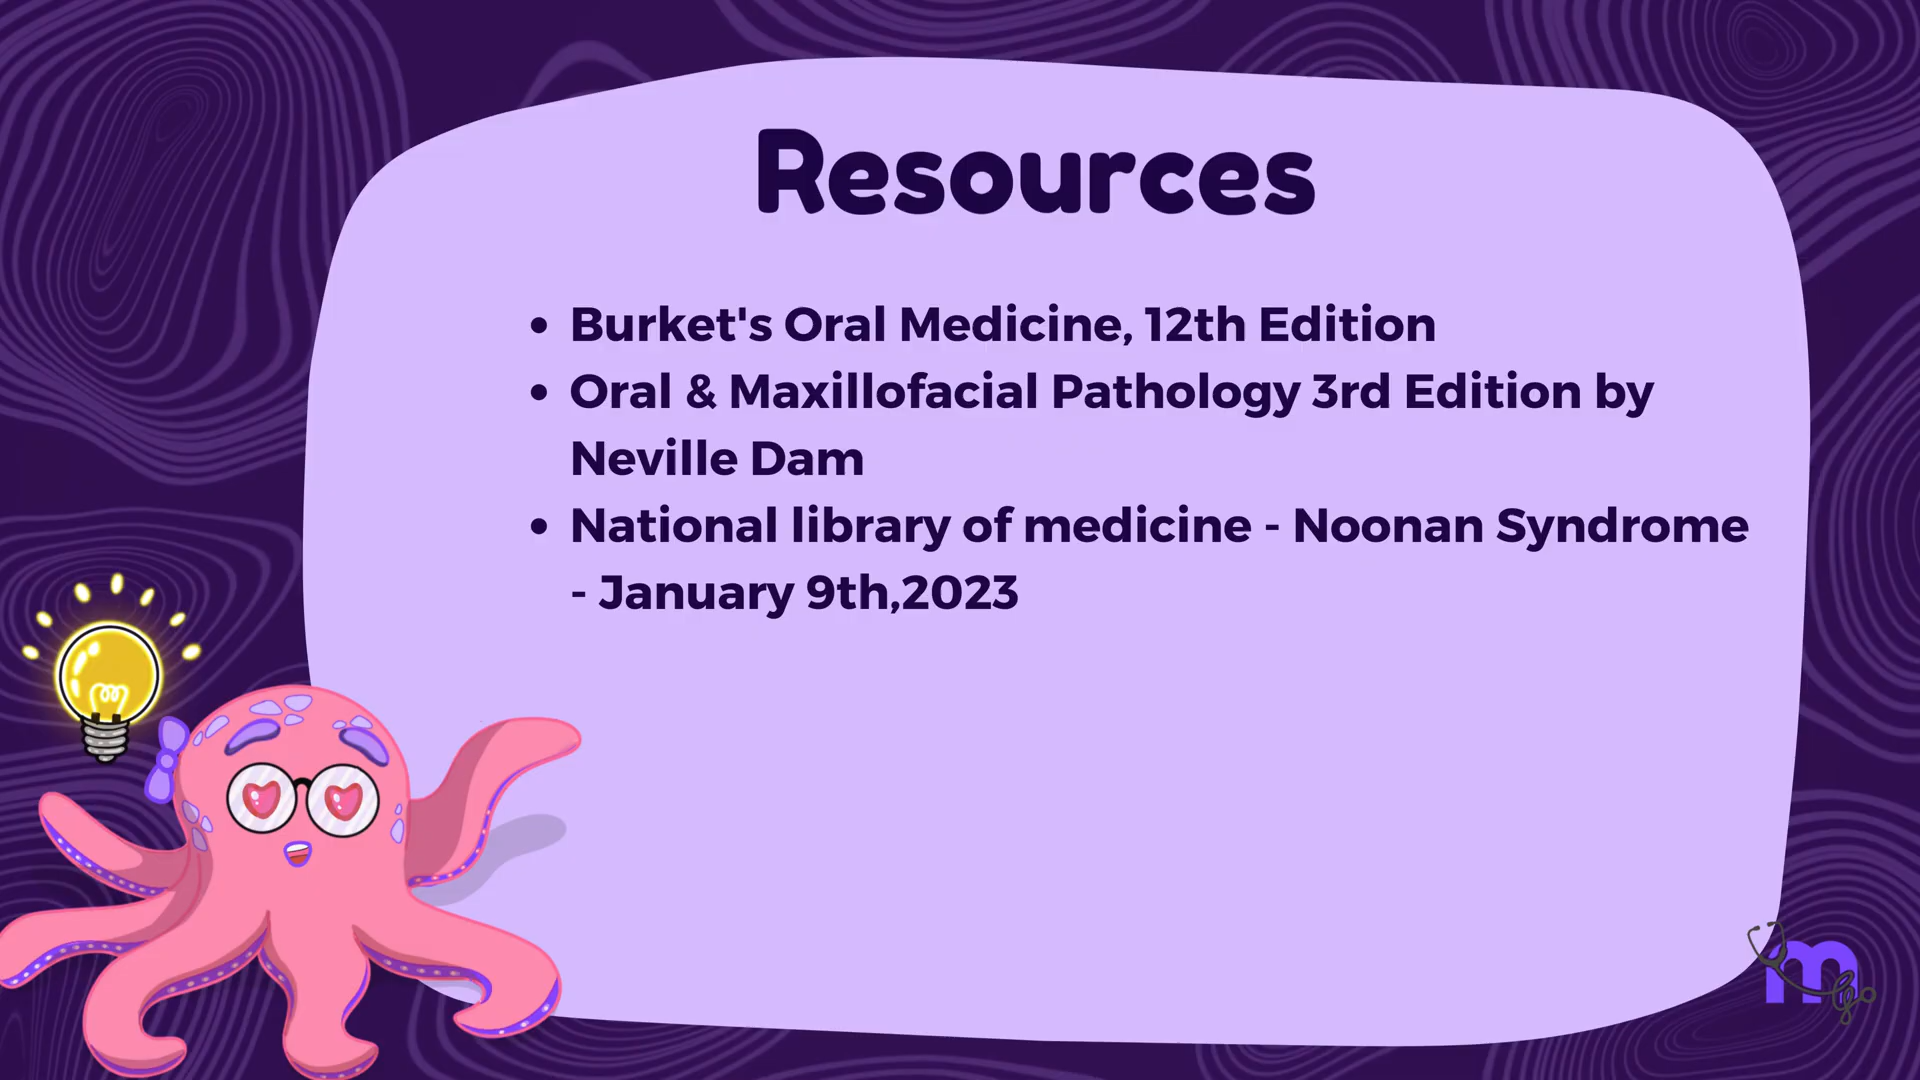 Resources
• Burket's Oral Medicine, 12th Edition
• Oral & Maxillofacial Pathology 3rd Edition by
Neville Dam
• National library of medicine - Noonan Syndrome
- January 9th,2023
m go